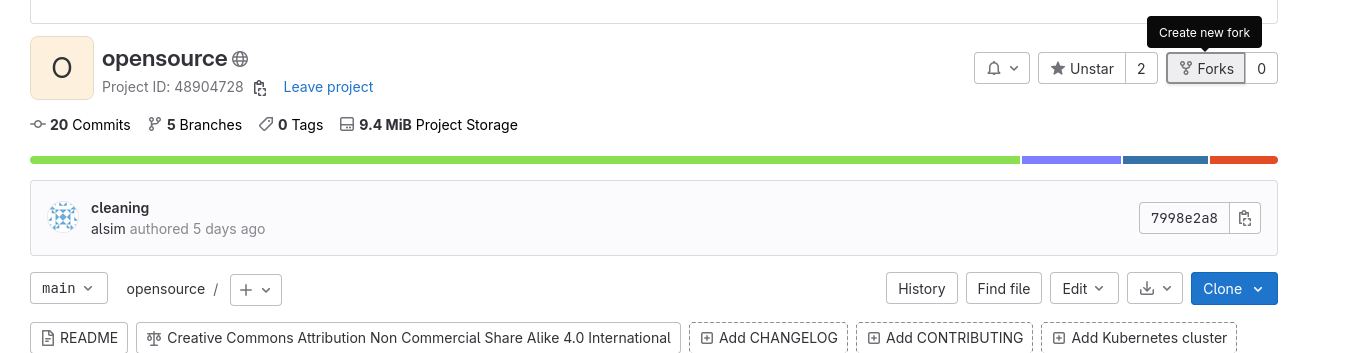 Create new fork
O
opensource
Unstar 2 Forks 0
Project ID: 48904728 Leave project
20 Commits 5 Branches 0 Tags 9.4 MiB Project Storage
cleaning
alsim authored 5 days ago
7998e2a8
main opensource / + History Find file Edit Clone
README Creative Commons Attribution Non Commercial Share Alike 4.0 International Add CHANGELOG Add CONTRIBUTING Add Kubernetes cluster